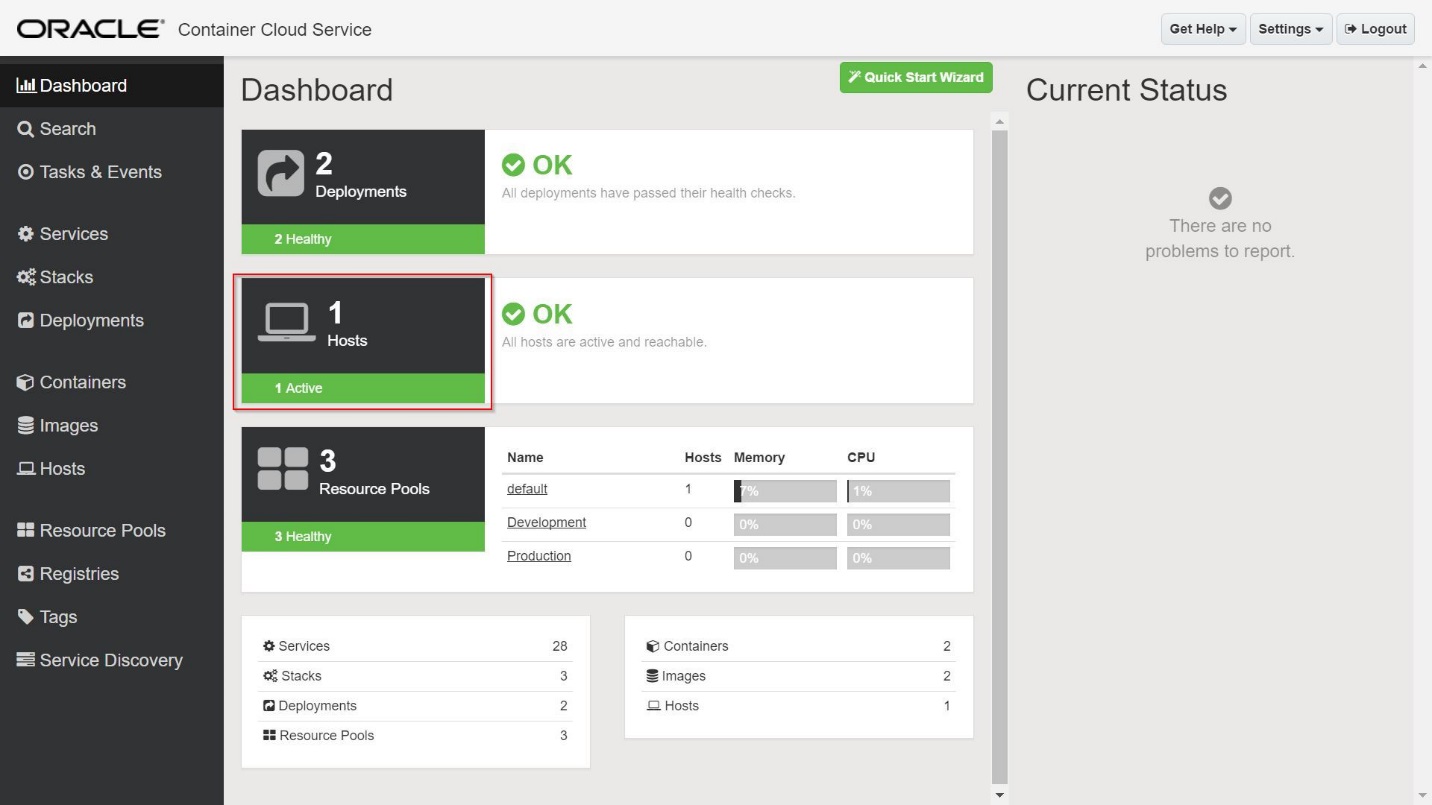 ORACLE® Container Cloud Service
Get Help
Settings
Logout
Dashboard
Search
Tasks & Events
Services
Stacks
Deployments
Containers
Images
Hosts
Resource Pools
Registries
Tags
Service Discovery
Dashboard
Quick Start Wizard
2
Deployments
2 Healthy
OK
All deployments have passed their health checks.
1
Hosts
1 Active
OK
All hosts are active and reachable.
3
Resource Pools
3 Healthy
Name Hosts Memory CPU
default 1 7% 1%
Development 0 0% 0%
Production 0 0% 0%
Services 28
Stacks 3
Deployments 2
Resource Pools 3
Containers 2
Images 2
Hosts 1
Current Status
There are no
problems to report.